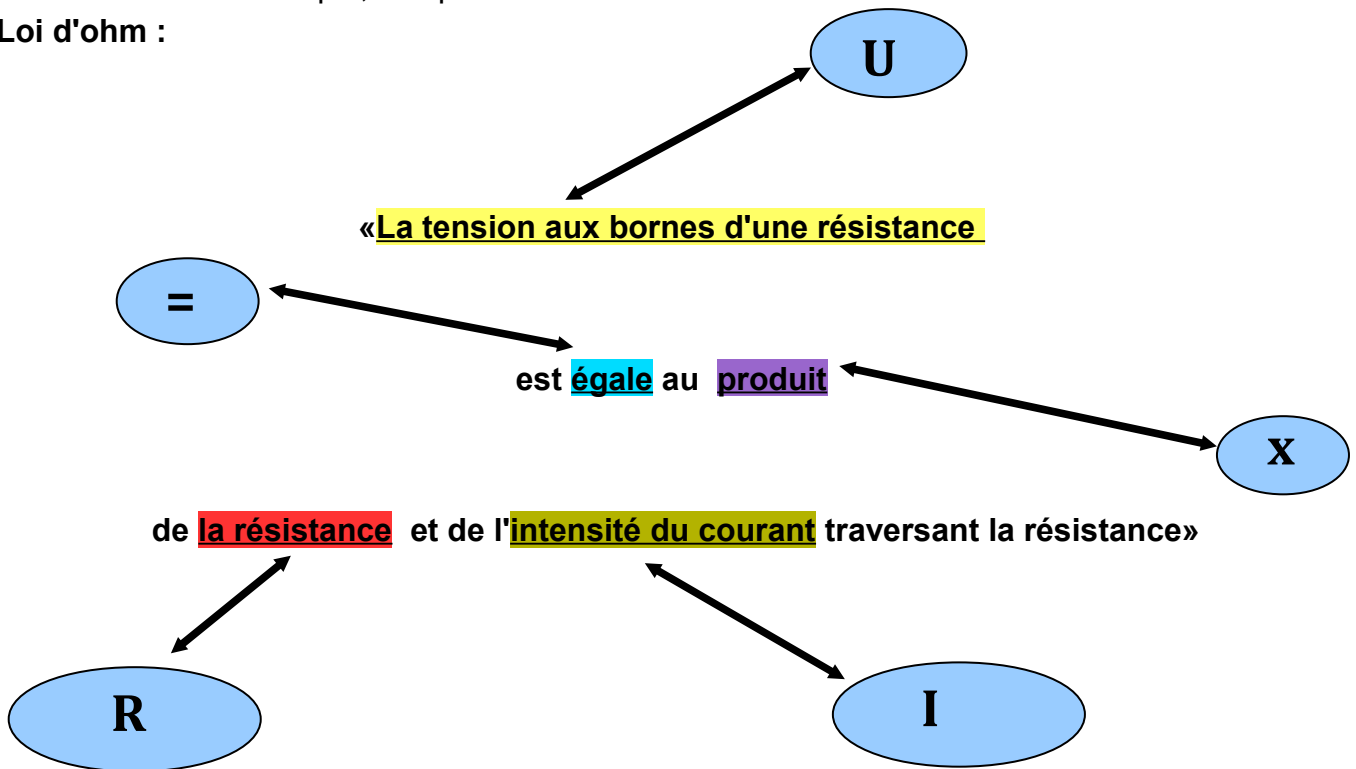 Loi d'ohm :
U
«La tension aux bornes d'une résistance
=
est égale au produit
x
de la résistance et de l'intensité du courant traversant la résistance»
R
I